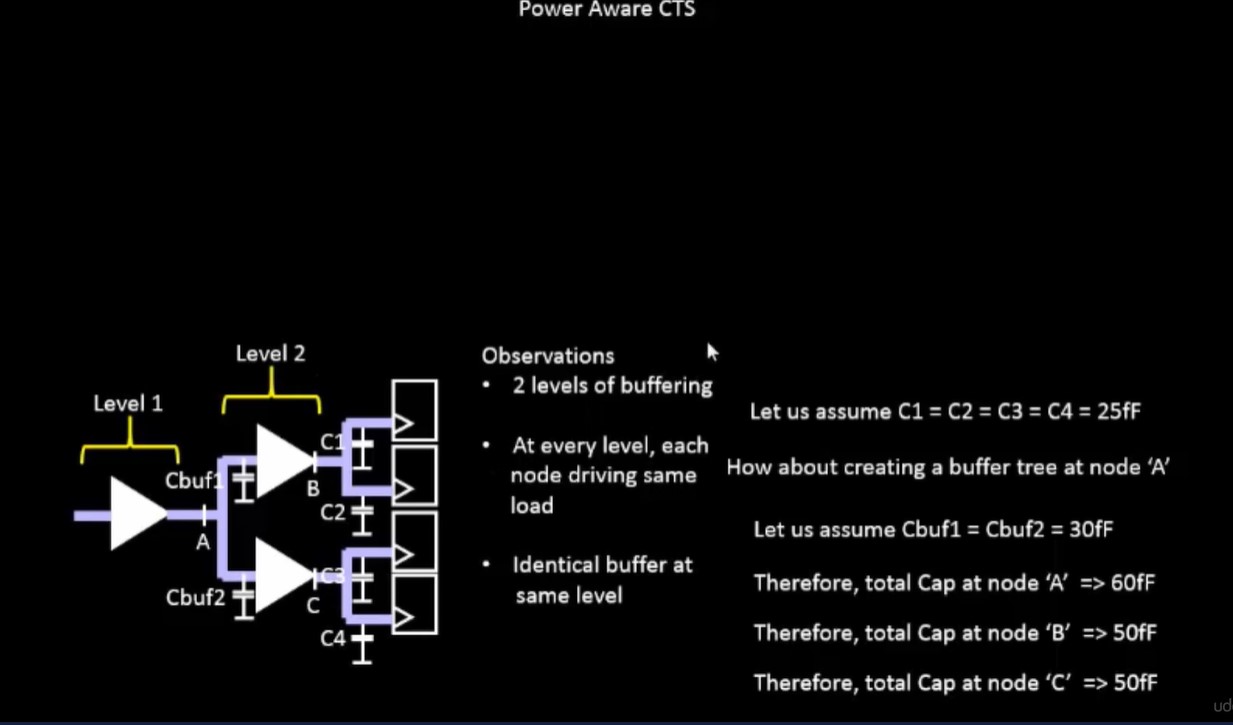 Power Aware CTS
Level 2
Level 1
Cbuf1
A
Cbuf2
B
C
C1
C2
C3
C4
Observations
• 2 levels of buffering
• At every level, each
node driving same
load
• Identical buffer at
same level
Let us assume C1 = C2 = C3 = C4 = 25fF
How about creating a buffer tree at node ‘A’
Let us assume Cbuf1 = Cbuf2 = 30fF
Therefore, total Cap at node ‘A’ => 60fF
Therefore, total Cap at node ‘B’ => 50fF
Therefore, total Cap at node ‘C’ => 50fF